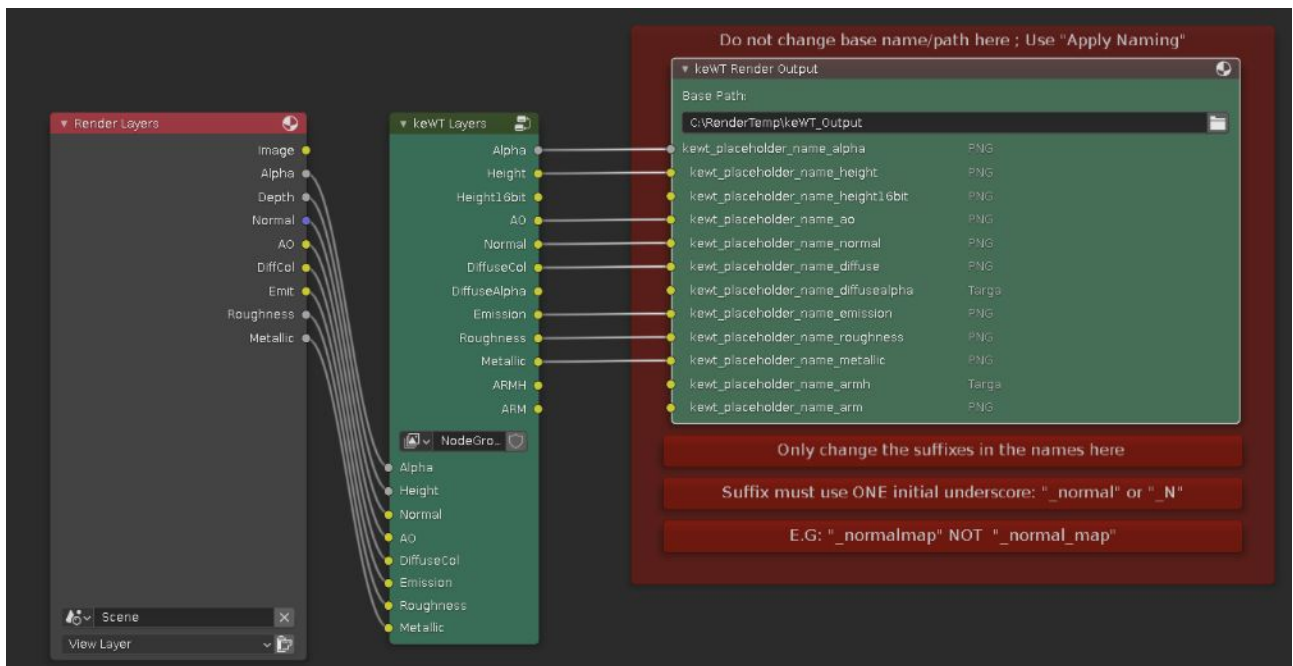 Do not change base name/path here ; Use "Apply Naming"
keWT Render Output
Base Path:
C:\RenderTemp\keWT_Output
kewt_placeholder_name_alpha PNG
kewt_placeholder_name_height PNG
kewt_placeholder_name_height16bit PNG
kewt_placeholder_name_ao PNG
kewt_placeholder_name_normal PNG
kewt_placeholder_name_diffuse PNG
kewt_placeholder_name_diffusealpha Targa
kewt_placeholder_name_emission PNG
kewt_placeholder_name_roughness PNG
kewt_placeholder_name_metallic PNG
kewt_placeholder_name_armh Targa
kewt_placeholder_name_arm PNG
Only change the suffixes in the names here
Suffix must use ONE initial underscore: "_normal" or "_N"
E.G: "_normalmap" NOT "_normal_map"
Render Layers
Image
Alpha
Depth
Normal
AO
DiffCol
Emit
Roughness
Metallic
Scene
View Layer
keWT Layers
Alpha
Height
Height16bit
AO
Normal
DiffuseCol
DiffuseAlpha
Emission
Roughness
Metallic
ARMH
ARM
NodeGro...
Alpha
Height
Normal
AO
DiffuseCol
Emission
Roughness
Metallic